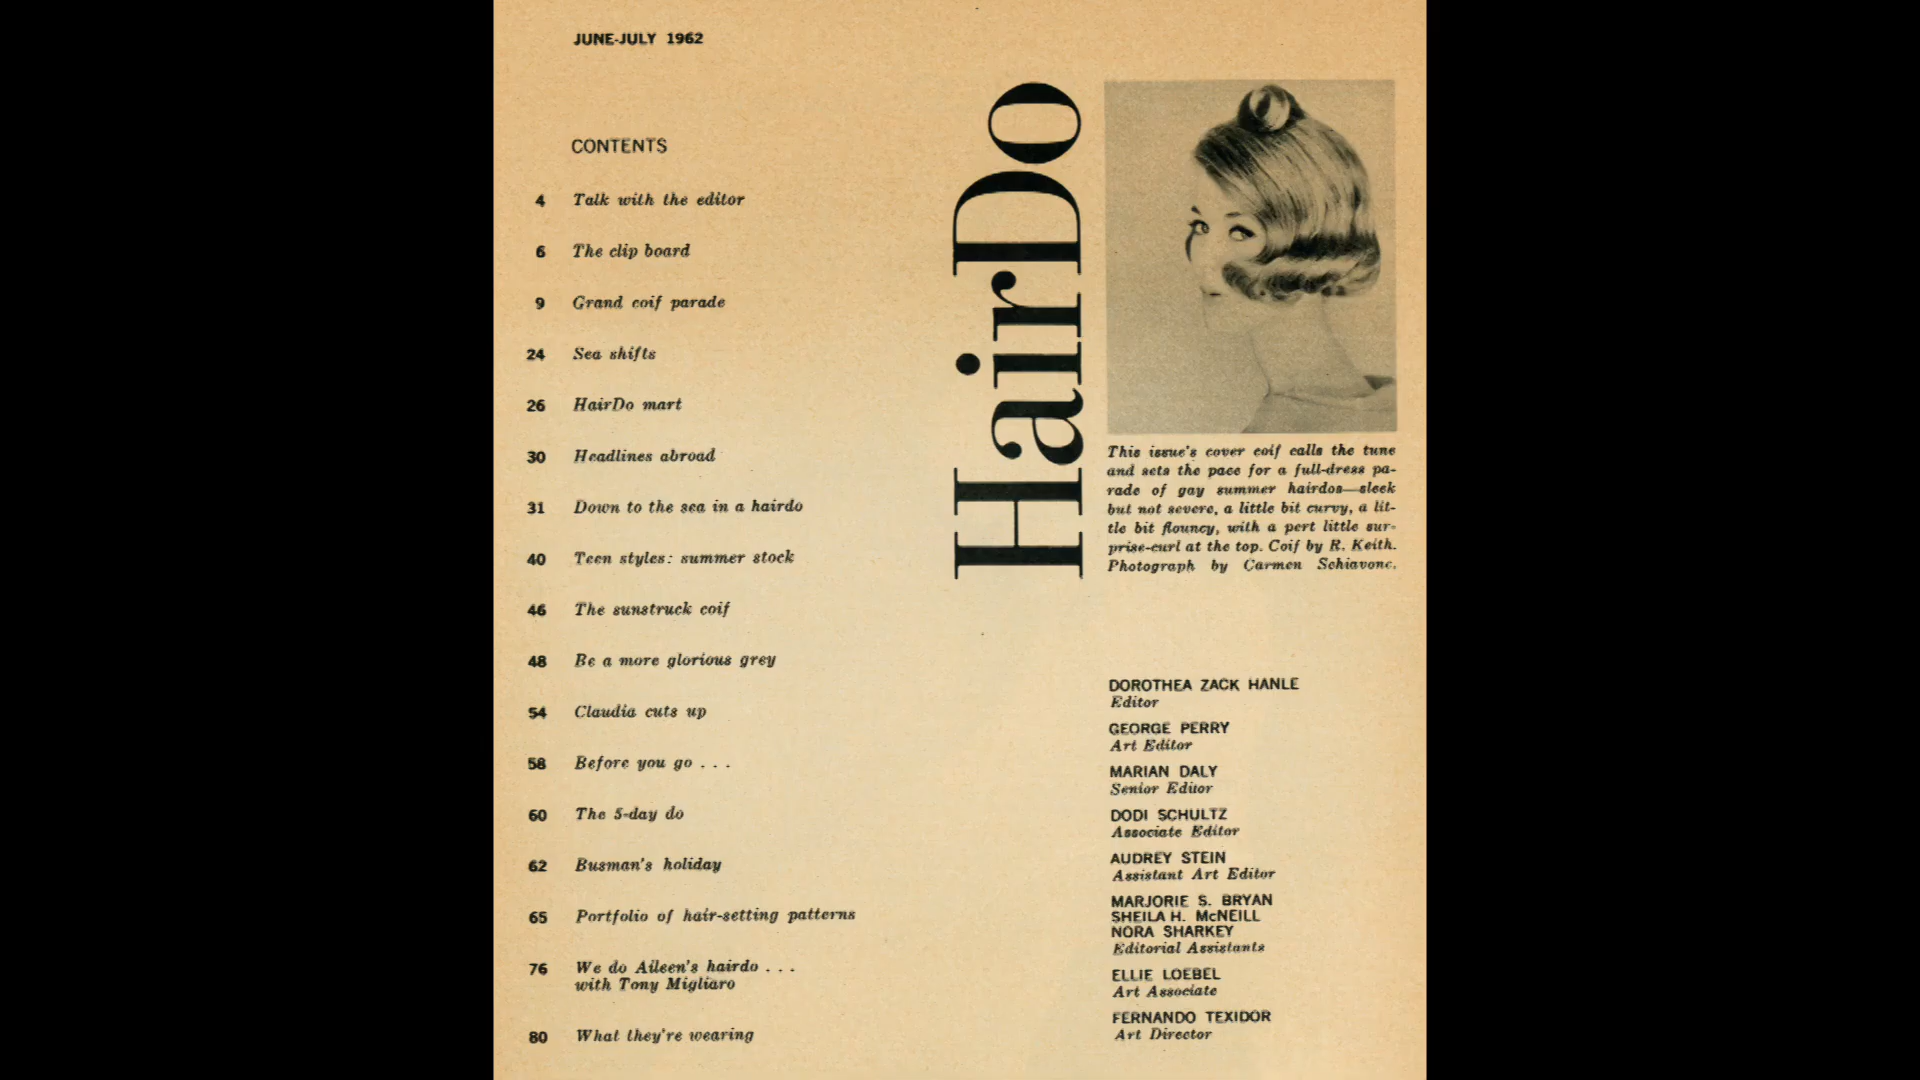 JUNE-JULY 1962
CONTENTS
4 Talk with the editor
6 The clip board
9 Grand coif parade
24 Sea shifts
26 HairDo mart
30 Headlines abroad
31 Down to the sea in a hairdo
40 Teen styles: summer stock
46 The sunstruck coif
48 Be a more glorious grey
54 Claudia cuts up
58 Before you go . . .
60 The 5-day do
62 Busman's holiday
65 Portfolio of hair-setting patterns
76 We do Aileen's hairdo . . .
with Tony Migliaro
80 What they're wearing
HairDo
This issue's cover coif calls the tune
and sets the pace for a full-dress pa-
rade of gay summer hairdos—sleek
but not severe, a little bit curvy, a lit-
tle bit flouncy, with a pert little sur-
prise-curl at the top. Coif by R. Keith.
Photograph by Carmen Schiavone.
DOROTHEA ZACK HANLE
Editor
GEORGE PERRY
Art Editor
MARIAN DALY
Senior Editor
DODI SCHULTZ
Associate Editor
AUDREY STEIN
Assistant Art Editor
MARJORIE S. BRYAN
SHEILA H. McNEILL
NORA SHARKEY
Editorial Assistants
ELLIE LOEBEL
Art Associate
FERNANDO TEXIDOR
Art Director